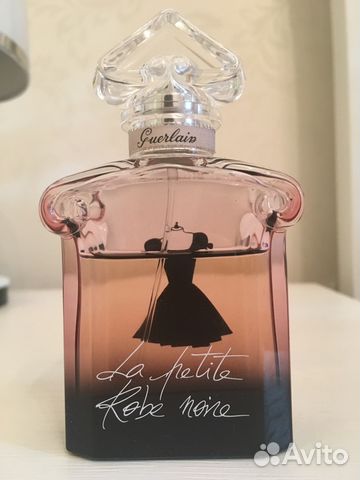 Guerlain
La petite
Robe noire
Avito